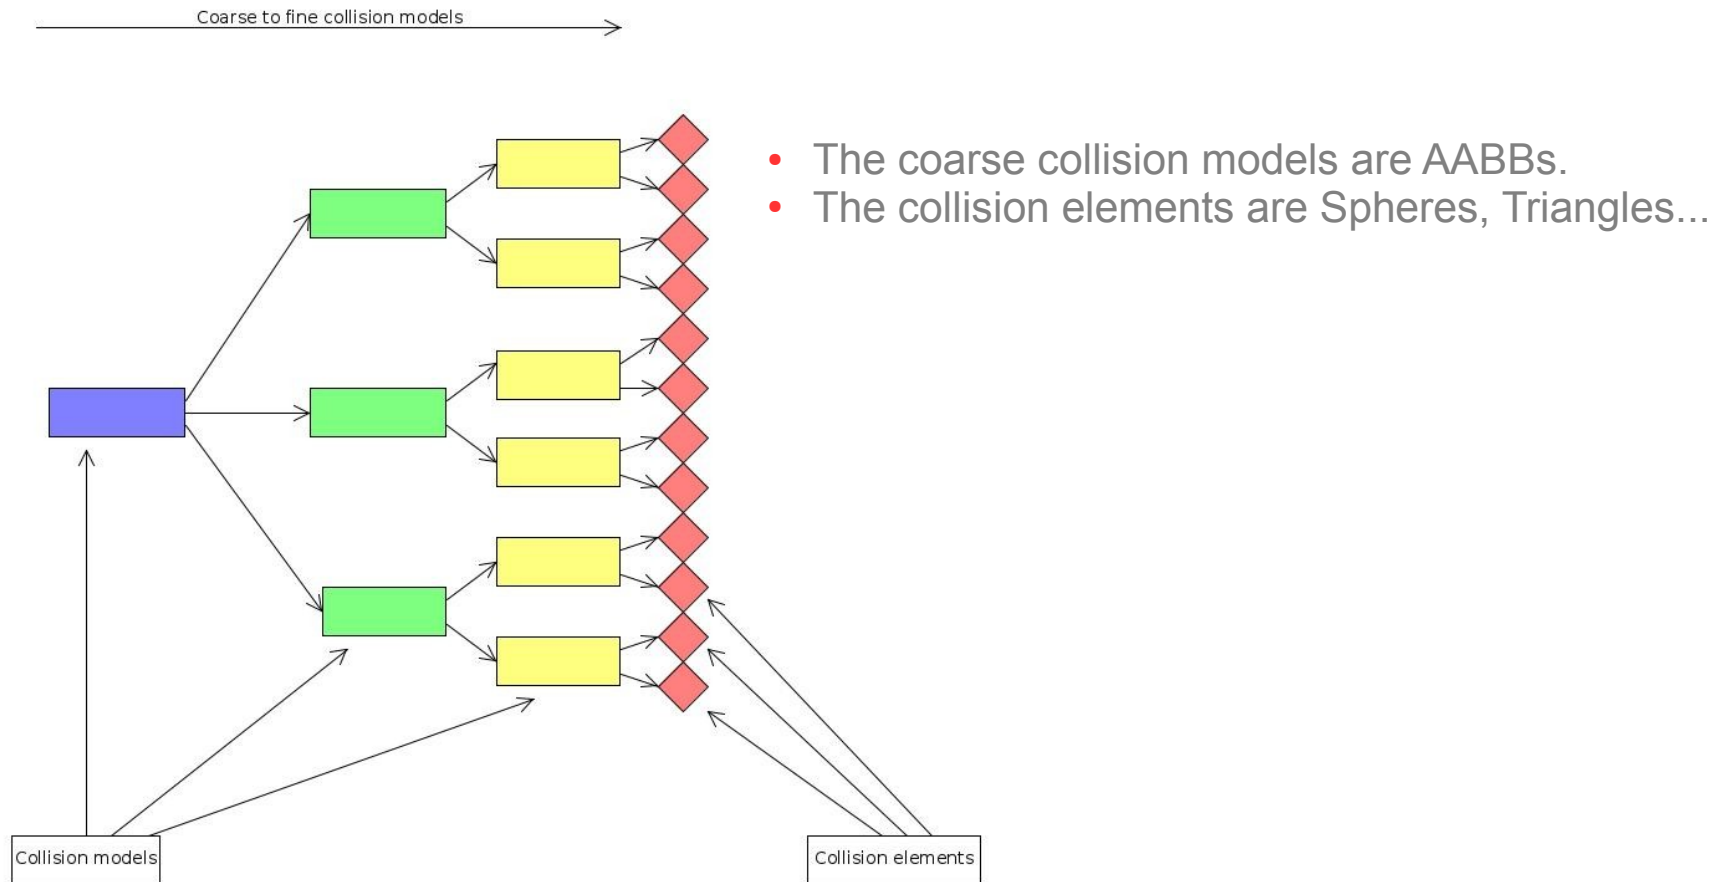 Coarse to fine collision models
• The coarse collision models are AABBs.
• The collision elements are Spheres, Triangles...
Collision models
Collision elements